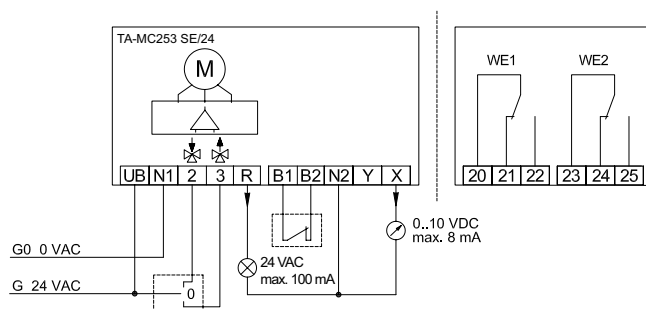 TA-MC253 SE/24
M
WE1
WE2
UB N1 2 3 R B1 B2 N2 Y X
20 21 22 23 24 25
0..10 VDC
max. 8 mA
G0 0 VAC
24 VAC
max. 100 mA
G 24 VAC
0